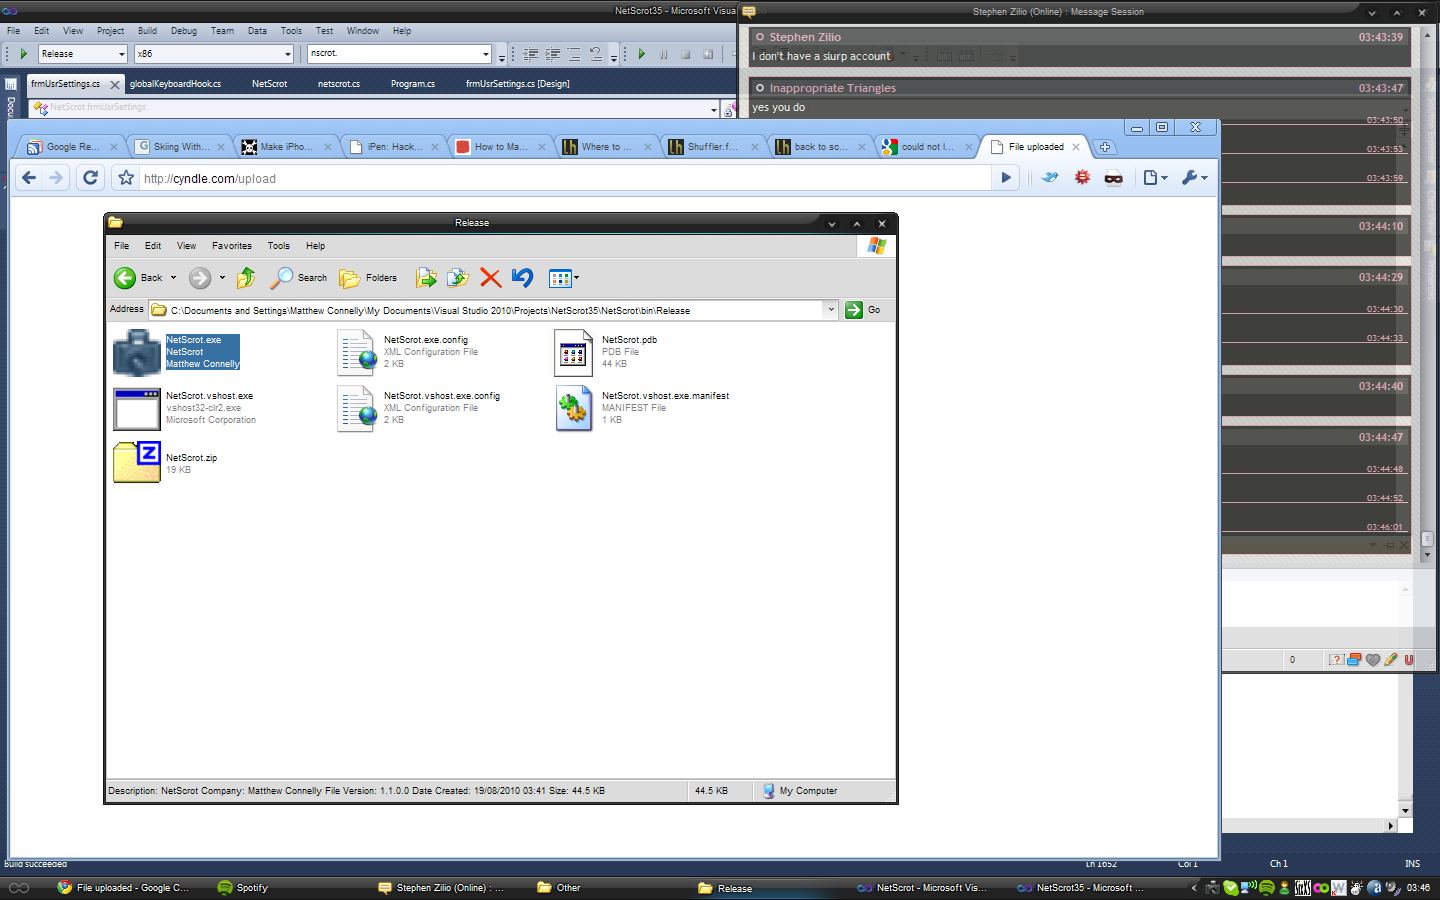 NetScrot35 - Microsoft Visua
File Edit View Project Build Debug Team Data Tools Test Window Help
Release x86 nscrot.
frmUsrSettings.cs globalKeyboardHook.cs NetScrot netscrot.cs Program.cs frmUsrSettings.cs [Design]
NetScrot.frmUsrSettings
Stephen Zilio (Online) : Message Session
Stephen Zilio 03:43:39
I don't have a slurp account
Inappropriate Triangles 03:43:47
yes you do
03:43:50
03:43:53
03:43:59
03:44:10
03:44:29
03:44:30
03:44:33
03:44:40
03:44:47
03:44:48
03:44:52
03:46:01
0
Google Re... Skiing With... Make iPho... iPen: Hack... How to Ma... Where to ... Shuffler.f... back to sc... could not l... File uploaded
http://cyndle.com/upload
Release
File Edit View Favorites Tools Help
Back Search Folders
Address C:\Documents and Settings\Matthew Connelly\My Documents\Visual Studio 2010\Projects\NetScrot35\NetScrot\bin\Release Go
NetScrot.exe
NetScrot
Matthew Connelly
NetScrot.exe.config
XML Configuration File
2 KB
NetScrot.pdb
PDB File
44 KB
NetScrot.vshost.exe
vshost32-clr2.exe
Microsoft Corporation
NetScrot.vshost.exe.config
XML Configuration File
2 KB
NetScrot.vshost.exe.manifest
MANIFEST File
1 KB
NetScrot.zip
19 KB
Description: NetScrot Company: Matthew Connelly File Version: 1.1.0.0 Date Created: 19/08/2010 03:41 Size: 44.5 KB 44.5 KB My Computer
Build succeeded Ln 1652 Col 1 Ch 1 INS
File uploaded - Google C... Spotify Stephen Zilio (Online) : ... Other Release NetScrot - Microsoft Vis... NetScrot35 - Microsoft ... 03:46